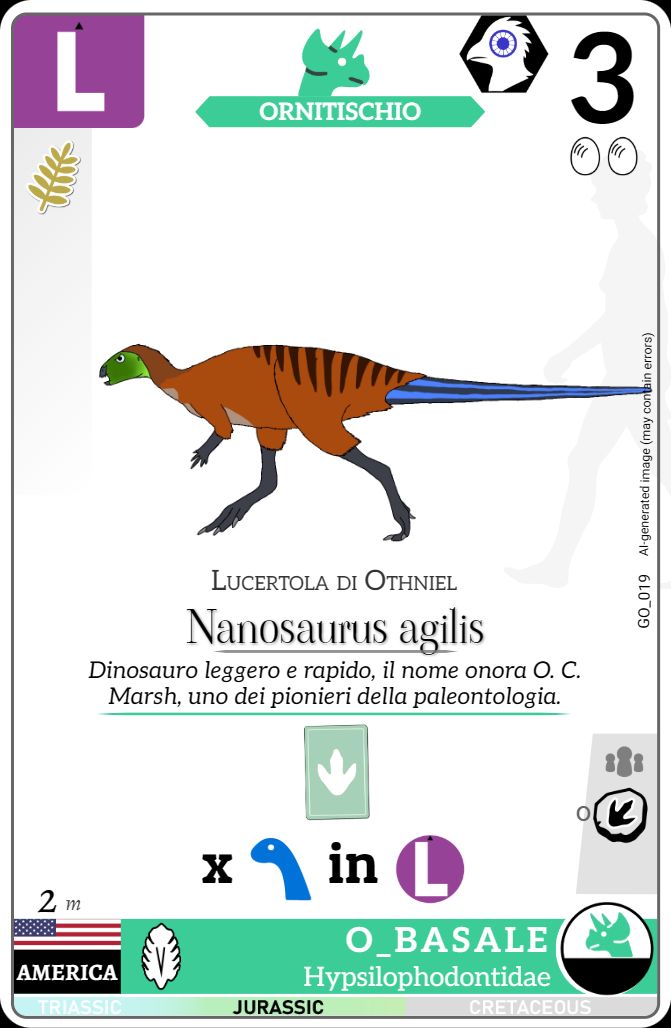 L
ORNITISCHIO
3
AI-generated image (may contain errors)
GO_019
Lucertola di Othniel
Nanosaurus agilis
Dinosauro leggero e rapido, il nome onora O. C.
Marsh, uno dei pionieri della paleontologia.
o
x in L
2 m
AMERICA
O_BASALE
Hypsilophodontidae
TRIASSIC JURASSIC CRETACEOUS